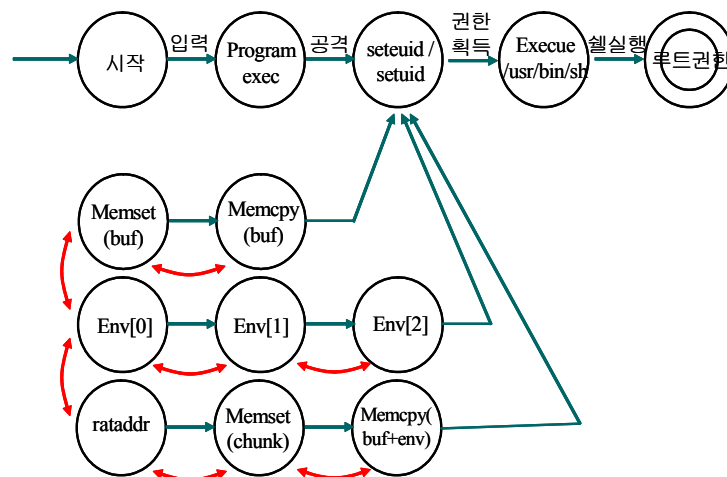 시작
입력
Program
exec
공격
seteuid /
setuid
권한
획득
Execue
/usr/bin/sh
쉘실행
루트권한
Memset
(buf)
Memcpy
(buf)
Env[0]
Env[1]
Env[2]
rataddr
Memset
(chunk)
Memcpy(
buf+env)